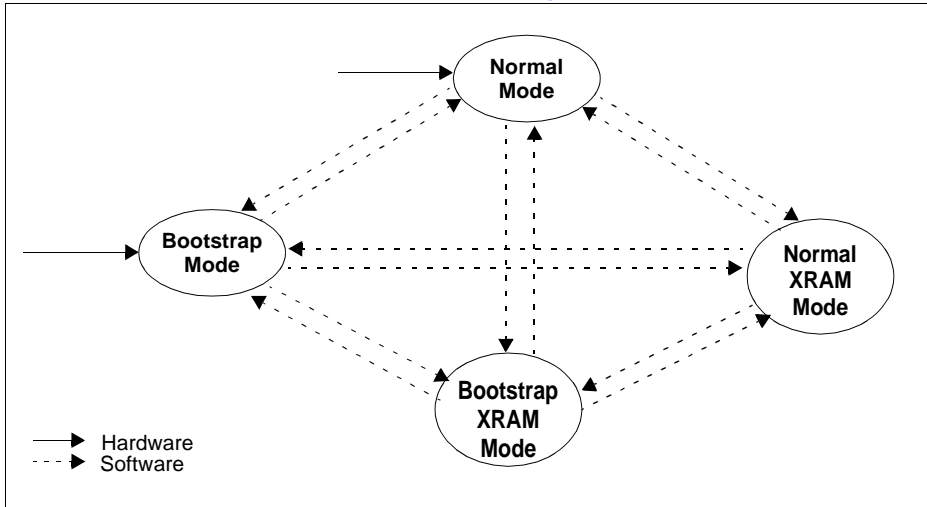 Normal
Mode
Bootstrap
Mode
Normal
XRAM
Mode
Bootstrap
XRAM
Mode
Hardware
Software